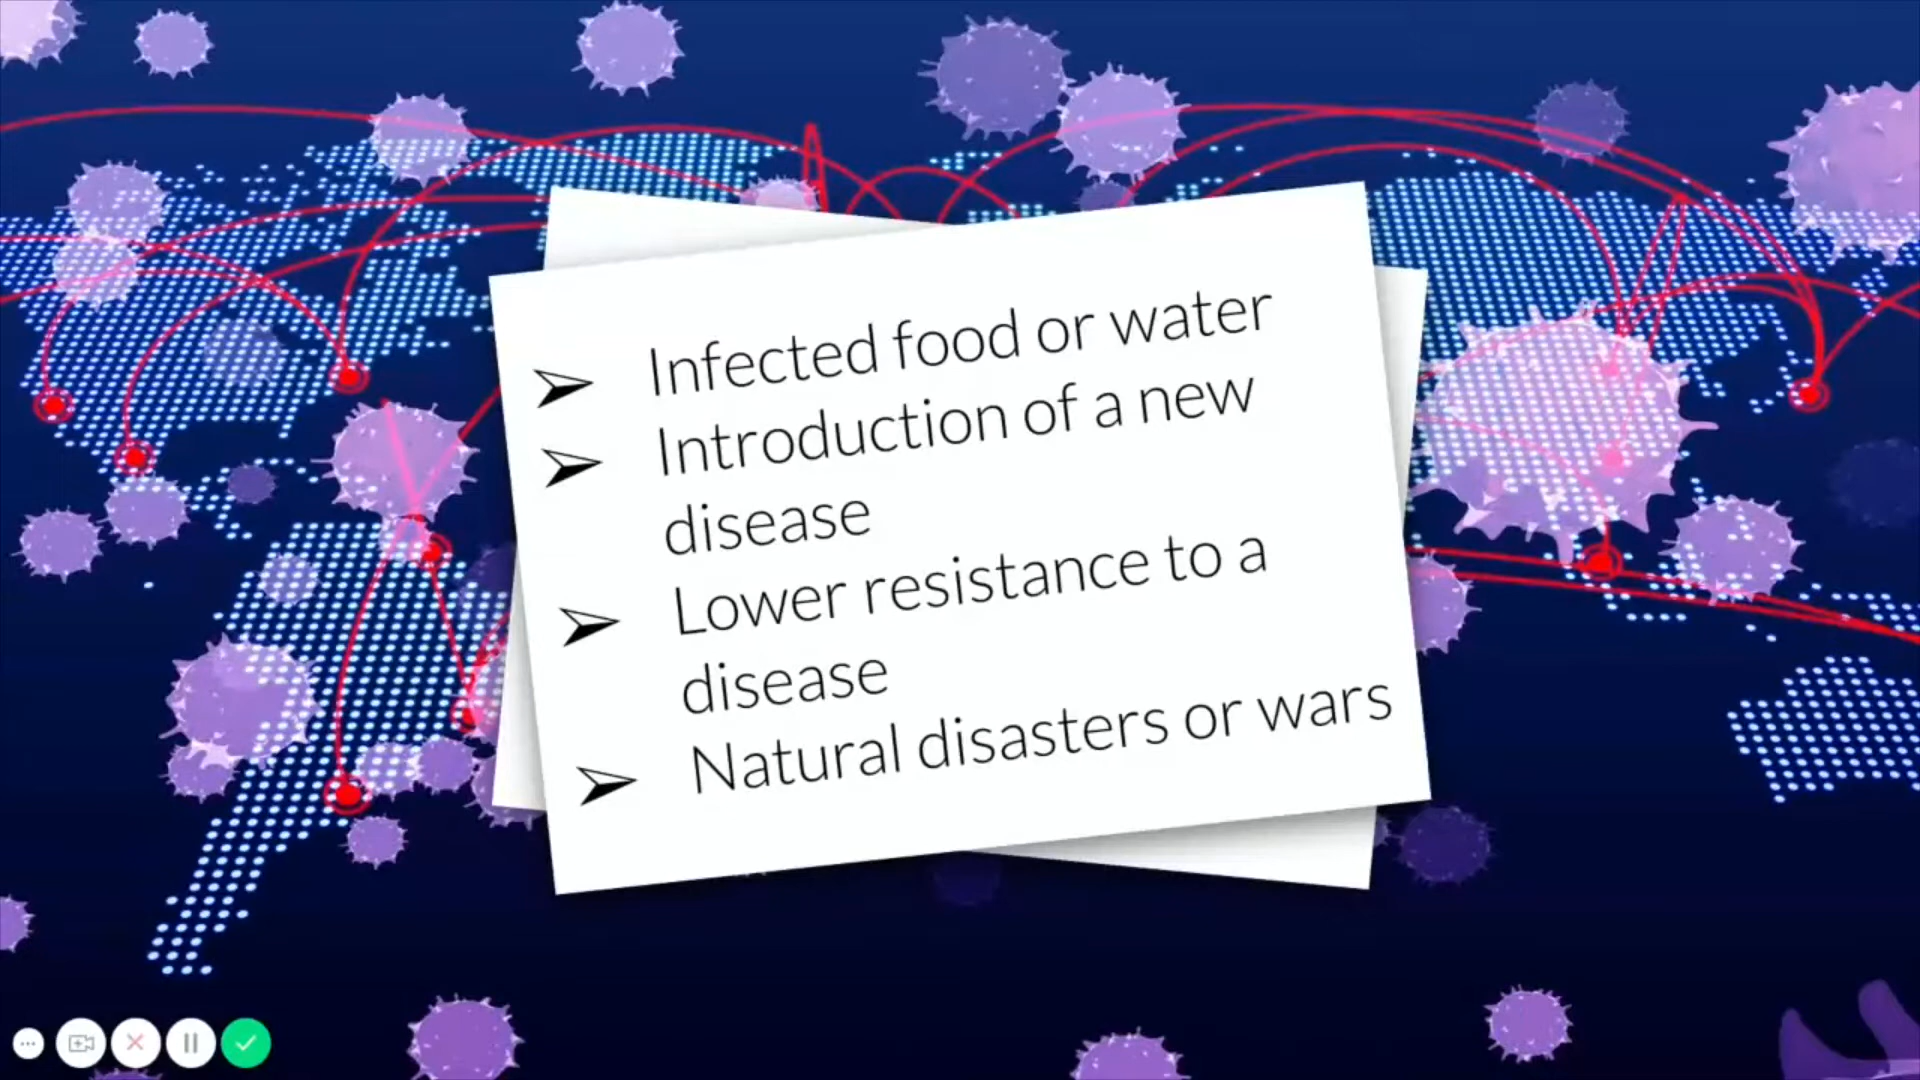 ➢ Infected food or water
➢ Introduction of a new
disease
➢ Lower resistance to a
disease
➢ Natural disasters or wars